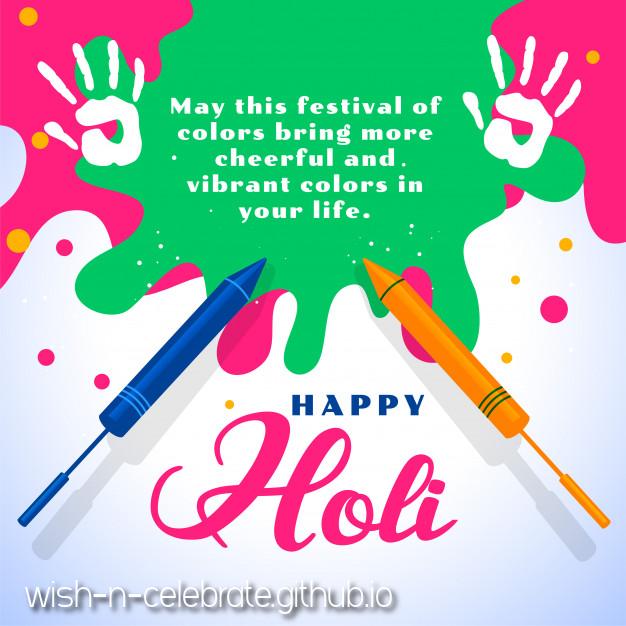 May this festival of
colors bring more
cheerful and.
vibrant colors in
your life.
HAPPY
Holi
wish-n-celebrate.github.io